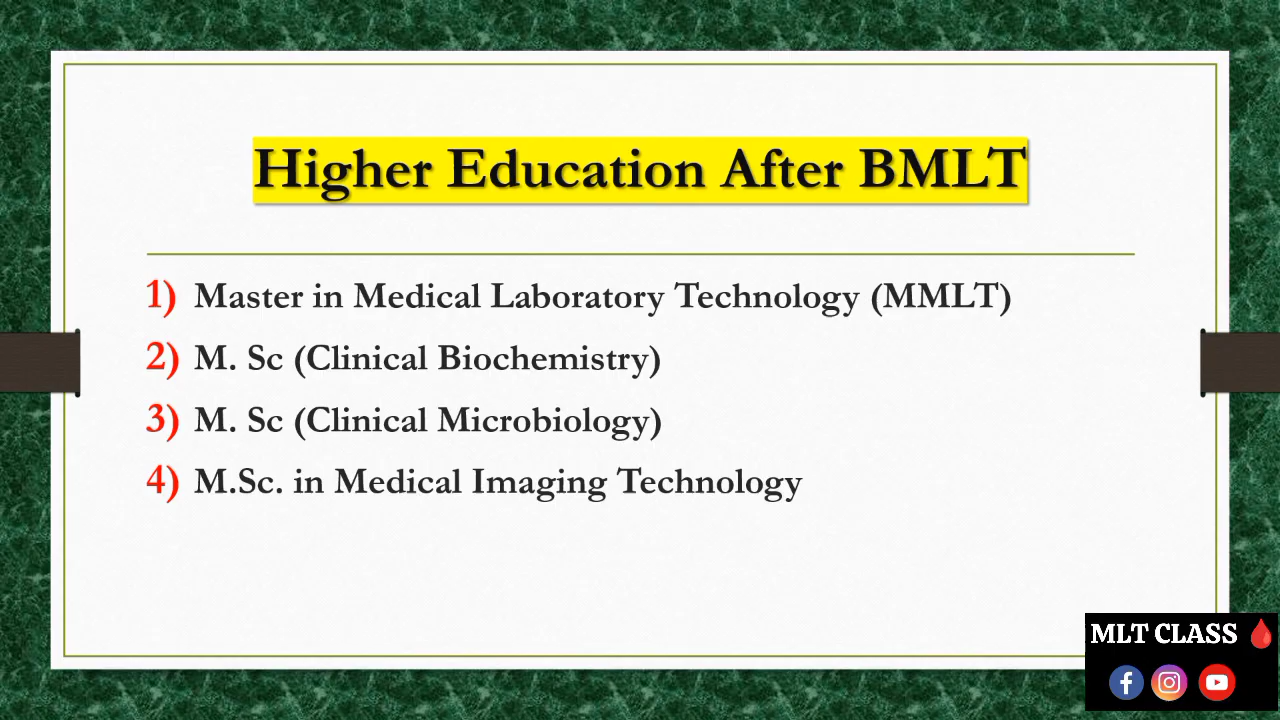 Higher Education After BMLT
1) Master in Medical Laboratory Technology (MMLT)
2) M. Sc (Clinical Biochemistry)
3) M. Sc (Clinical Microbiology)
4) M.Sc. in Medical Imaging Technology
MLT CLASS